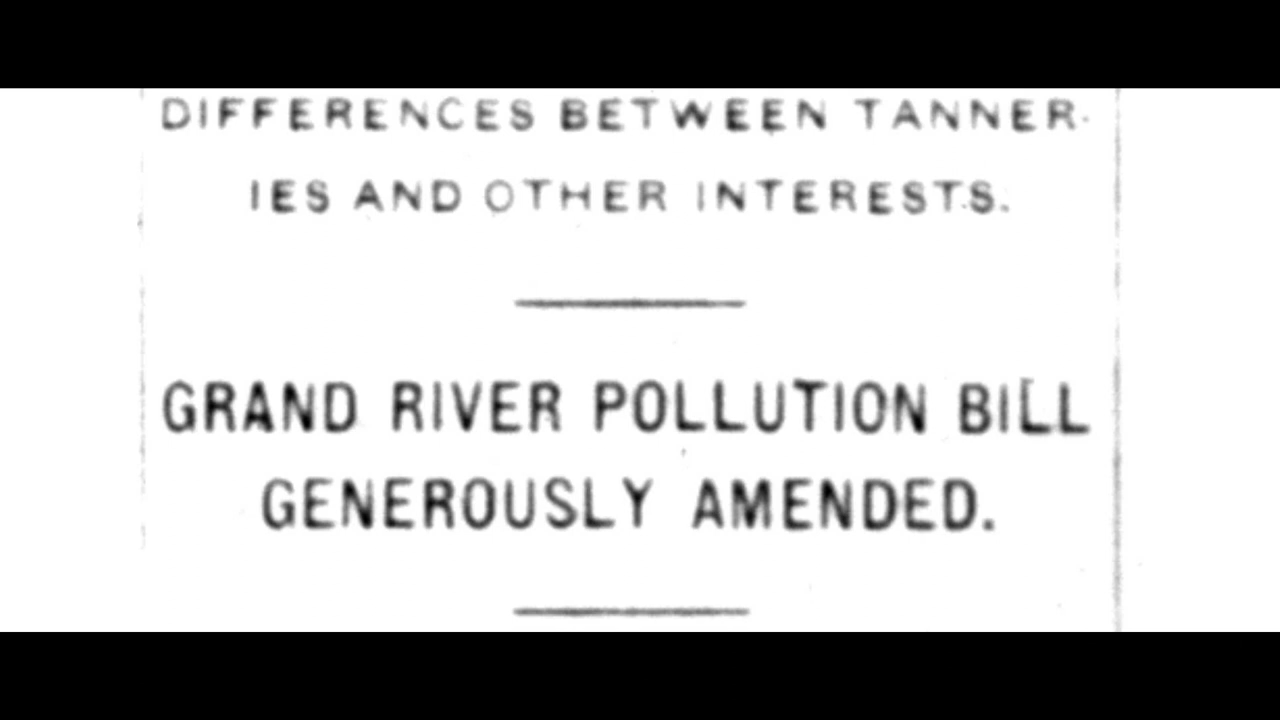 DIFFERENCES BETWEEN TANNER-
IES AND OTHER INTERESTS.
GRAND RIVER POLLUTION BILL
GENEROUSLY AMENDED.